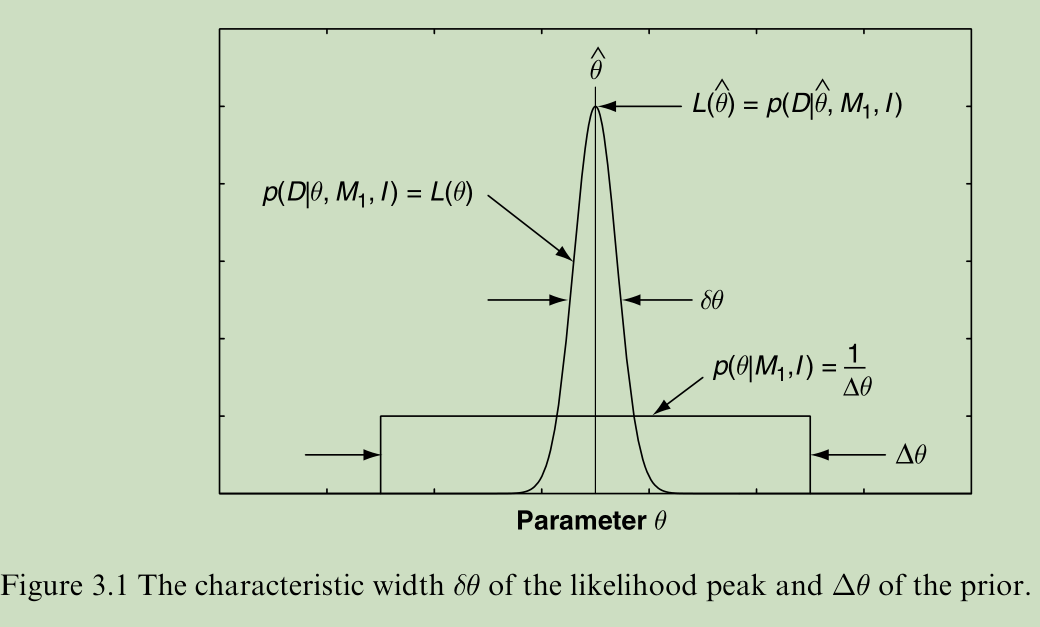 θ̂
L(θ̂) = p(D|θ̂, M₁, I)
p(D|θ, M₁, I) = L(θ)
δθ
p(θ|M₁,I) = 1/Δθ
Δθ
Parameter θ
Figure 3.1 The characteristic width δθ of the likelihood peak and Δθ of the prior.